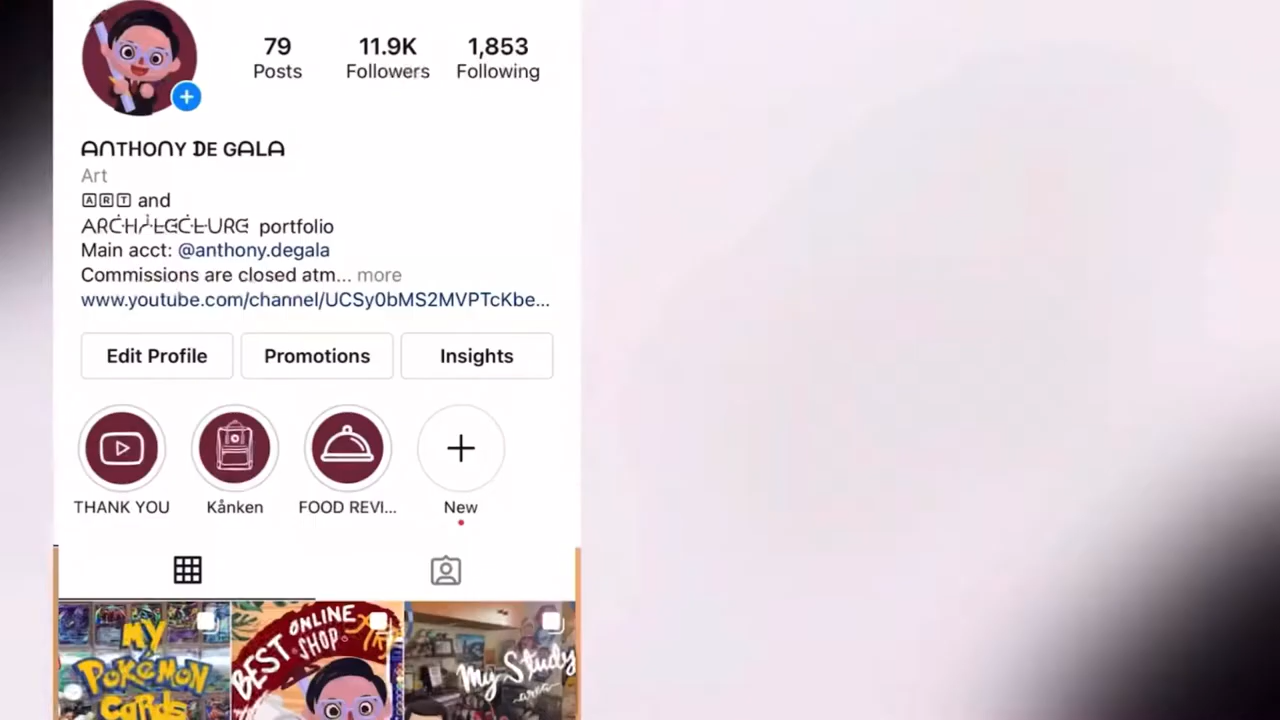 79 11.9K 1,853
Posts Followers Following
ANTHONY DE GALA
Art
🄰🅁🅃 and
portfolio
Main acct: @anthony.degala
Commissions are closed atm... more
www.youtube.com/channel/UCSy0bMS2MVPTcKbe...
Edit Profile Promotions Insights
THANK YOU Kånken FOOD REVI... New
MY
POKéMON
CARDS
BEST ONLINE
SHOP
My Study
area